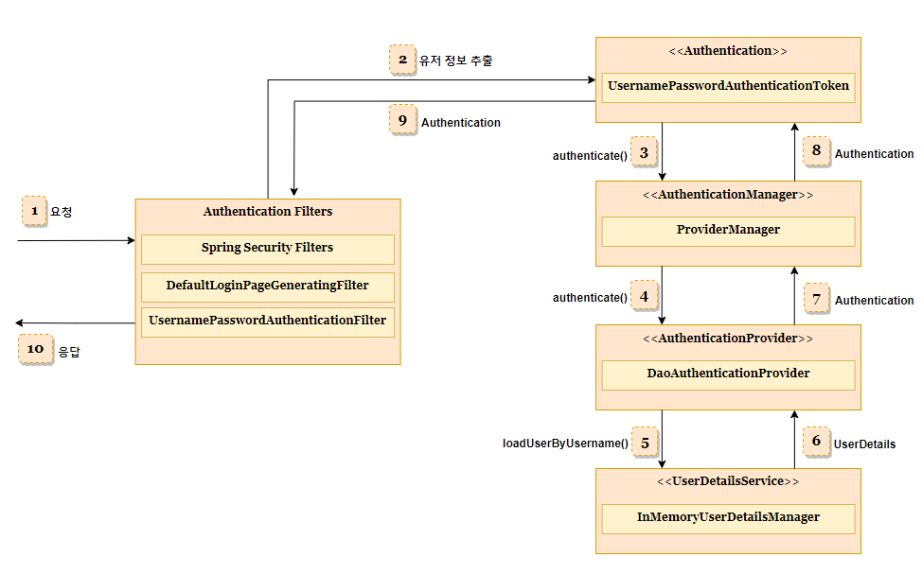 <<Authentication>>
2 유저 정보 추출
UsernamePasswordAuthenticationToken
9 Authentication
authenticate() 3
8 Authentication
<<AuthenticationManager>>
1 요청
Authentication Filters
ProviderManager
Spring Security Filters
DefaultLoginPageGeneratingFilter
authenticate() 4
7 Authentication
UsernamePasswordAuthenticationFilter
<<AuthenticationProvider>>
10 응답
DaoAuthenticationProvider
loadUserByUsername() 5
6 UserDetails
<<UserDetailsService>>
InMemoryUserDetailsManager